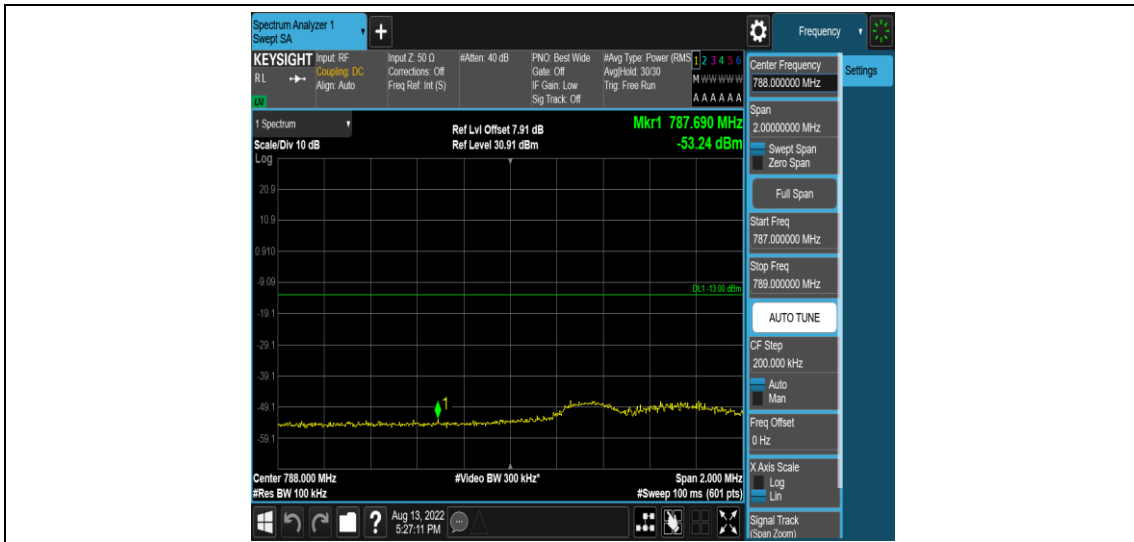 Spectrum Analyzer 1
Swept SA
+
Frequency
KEYSIGHT
RL
LXI
Input: RF
Coupling: DC
Align: Auto
Input Z: 50 Ω
Corrections: Off
Freq Ref: Int (S)
#Atten: 40 dB
PNO: Best Wide
Gate: Off
IF Gain: Low
Sig Track: Off
#Avg Type: Power (RMS
Avg|Hold: 30/30
Trig: Free Run
1 2 3 4 5 6
M W W W W W
A A A A A A
1 Spectrum
Scale/Div 10 dB
Ref Lvl Offset 7.91 dB
Ref Level 30.91 dBm
Mkr1 787.690 MHz
-53.24 dBm
Log
20.9
10.9
0.910
-9.09
DL1 -13.00 dBm
-19.1
-29.1
-39.1
-49.1
1
-59.1
Center 788.000 MHz
#Video BW 300 kHz*
Span 2.000 MHz
#Res BW 100 kHz
#Sweep 100 ms (601 pts)
Center Frequency
788.000000 MHz
Settings
Span
2.00000000 MHz
Swept Span
Zero Span
Full Span
Start Freq
787.000000 MHz
Stop Freq
789.000000 MHz
AUTO TUNE
CF Step
200.000 kHz
Auto
Man
Freq Offset
0 Hz
X Axis Scale
Log
Lin
Signal Track
(Span Zoom)
?
Aug 13, 2022
5:27:11 PM